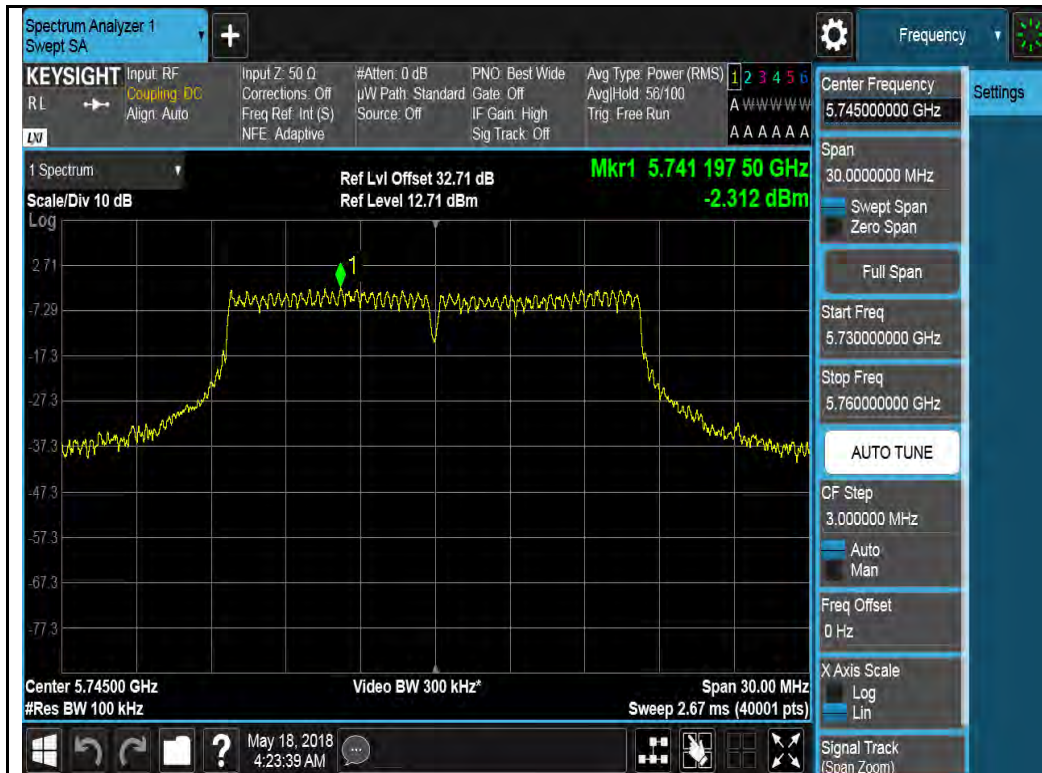 Spectrum Analyzer 1
Swept SA
+
Frequency
KEYSIGHT
RL
LXI
Input: RF
Coupling: DC
Align: Auto
Input Z: 50 Ω
Corrections: Off
Freq Ref: Int (S)
NFE: Adaptive
#Atten: 0 dB
µW Path: Standard
Source: Off
PNO: Best Wide
Gate: Off
IF Gain: High
Sig Track: Off
Avg Type: Power (RMS)
Avg|Hold: 56/100
Trig: Free Run
1 2 3 4 5 6
A W W W W W
A A A A A A
1 Spectrum
Scale/Div 10 dB
Ref Lvl Offset 32.71 dB
Ref Level 12.71 dBm
Mkr1 5.741 197 50 GHz
-2.312 dBm
Log
2.71
-7.29
-17.3
-27.3
-37.3
-47.3
-57.3
-67.3
-77.3
1
Center 5.74500 GHz
#Res BW 100 kHz
Video BW 300 kHz*
Span 30.00 MHz
Sweep 2.67 ms (40001 pts)
Center Frequency
5.745000000 GHz
Span
30.0000000 MHz
Swept Span
Zero Span
Full Span
Start Freq
5.730000000 GHz
Stop Freq
5.760000000 GHz
AUTO TUNE
CF Step
3.000000 MHz
Auto
Man
Freq Offset
0 Hz
X Axis Scale
Log
Lin
Signal Track
(Span Zoom)
Settings
?
May 18, 2018
4:23:39 AM